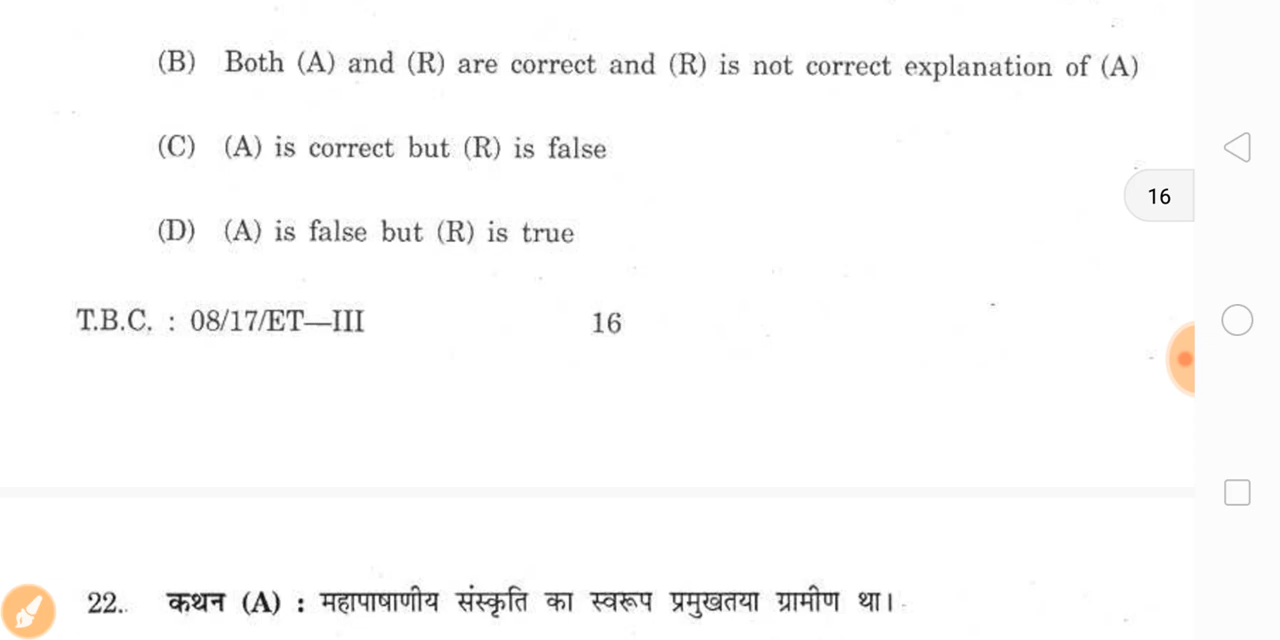 (B) Both (A) and (R) are correct and (R) is not correct explanation of (A)
(C) (A) is correct but (R) is false
16
(D) (A) is false but (R) is true
T.B.C. : 08/17/ET—III 16
22. कथन (A) : महापाषाणीय संस्कृति का स्वरूप प्रमुखतया ग्रामीण था।